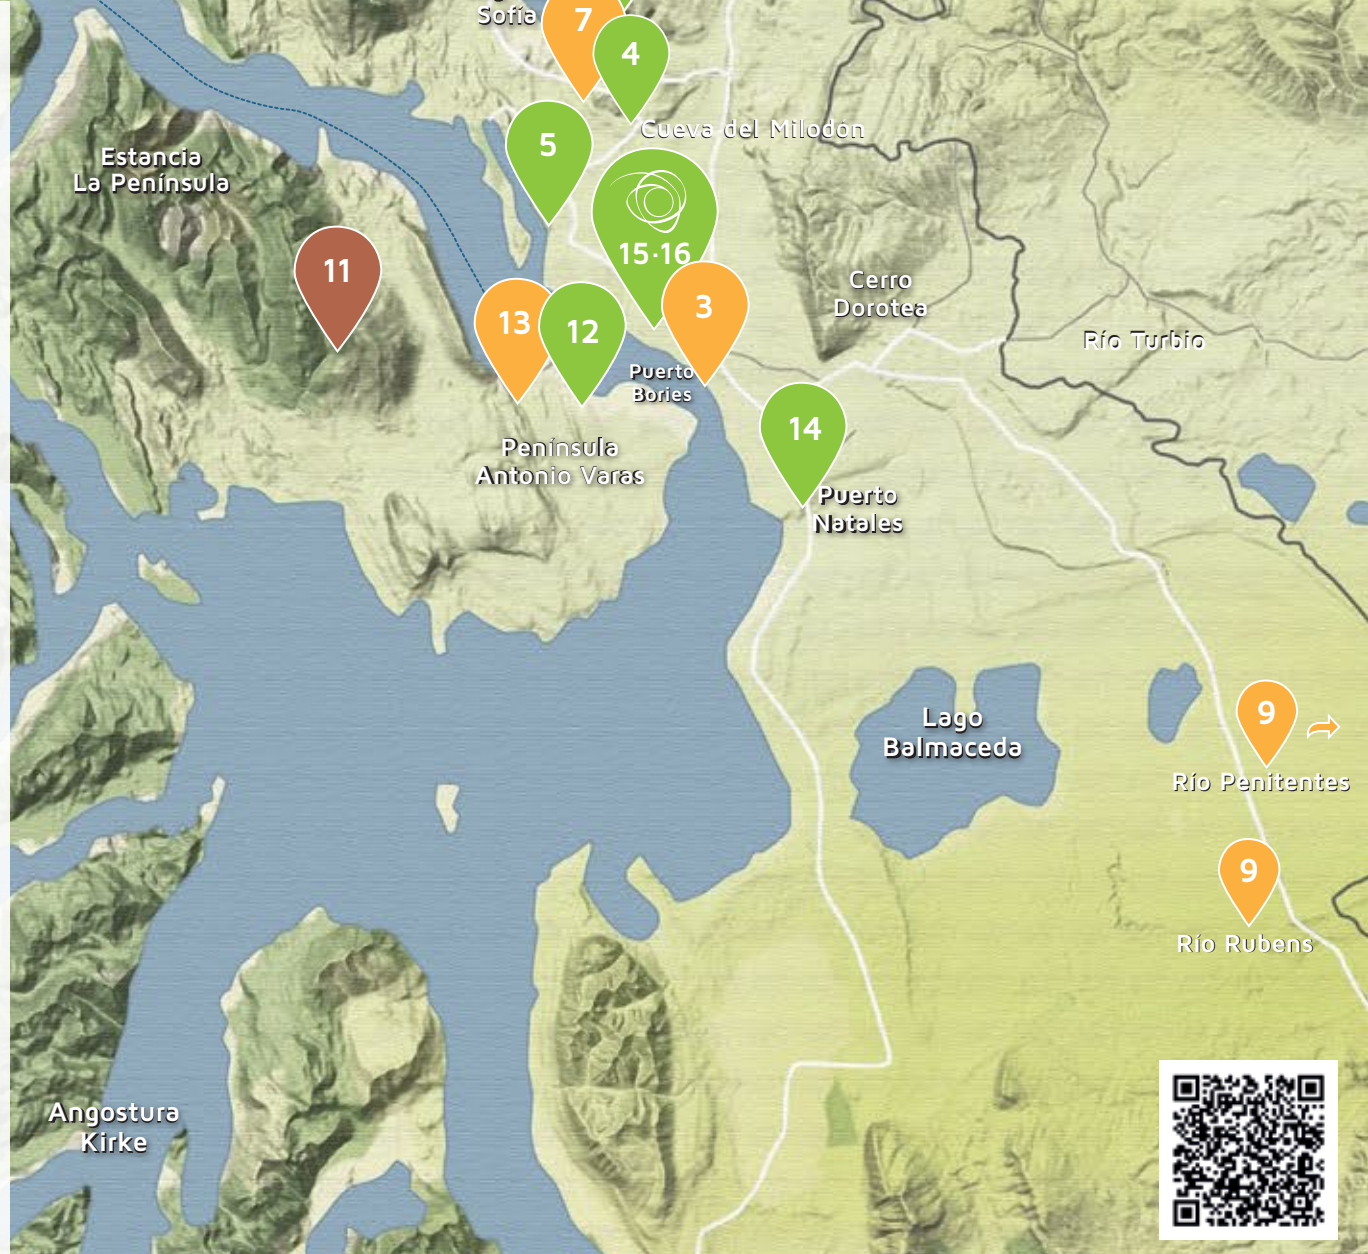 Sofía
7
4
Cueva del Milodón
5
Estancia
La Península
15·16
11
Cerro
Dorotea
3
13
12
Río Turbio
Puerto
Bories
14
Península
Antonio Varas
Puerto
Natales
9
Lago
Balmaceda
Río Penitentes
9
Río Rubens
Angostura
Kirke